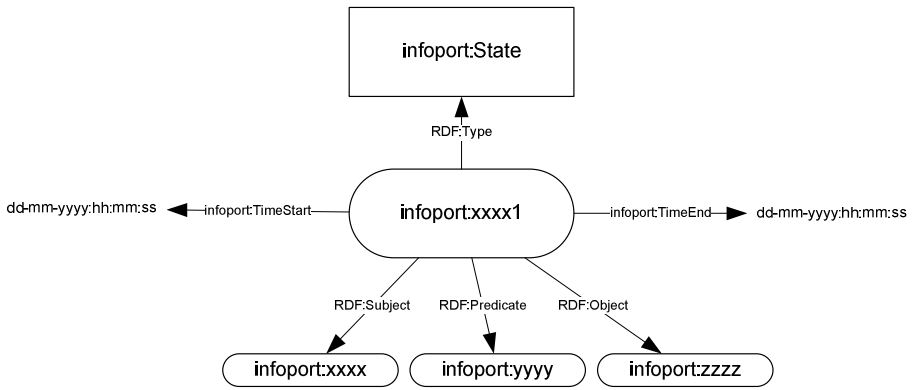 infoport:State
RDF:Type
infoport:xxxx1
dd-mm-yyyy:hh:mm:ss
infoport:TimeStart
infoport:TimeEnd
dd-mm-yyyy:hh:mm:ss
RDF:Subject
RDF:Predicate
RDF:Object
infoport:xxxx
infoport:yyyy
infoport:zzzz